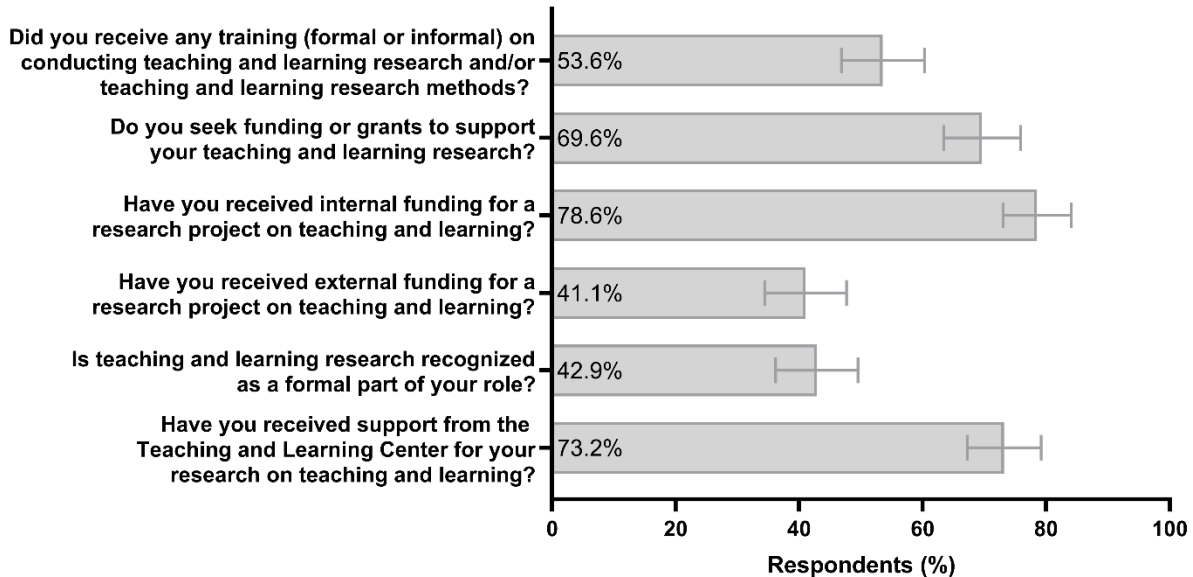 Did you receive any training (formal or informal) on
conducting teaching and learning research and/or
teaching and learning research methods?
53.6%
Do you seek funding or grants to support
your teaching and learning research?
69.6%
Have you received internal funding for a
research project on teaching and learning?
78.6%
Have you received external funding for a
research project on teaching and learning?
41.1%
Is teaching and learning research recognized
as a formal part of your role?
42.9%
Have you received support from the
Teaching and Learning Center for your
research on teaching and learning?
73.2%
0 20 40 60 80 100
Respondents (%)